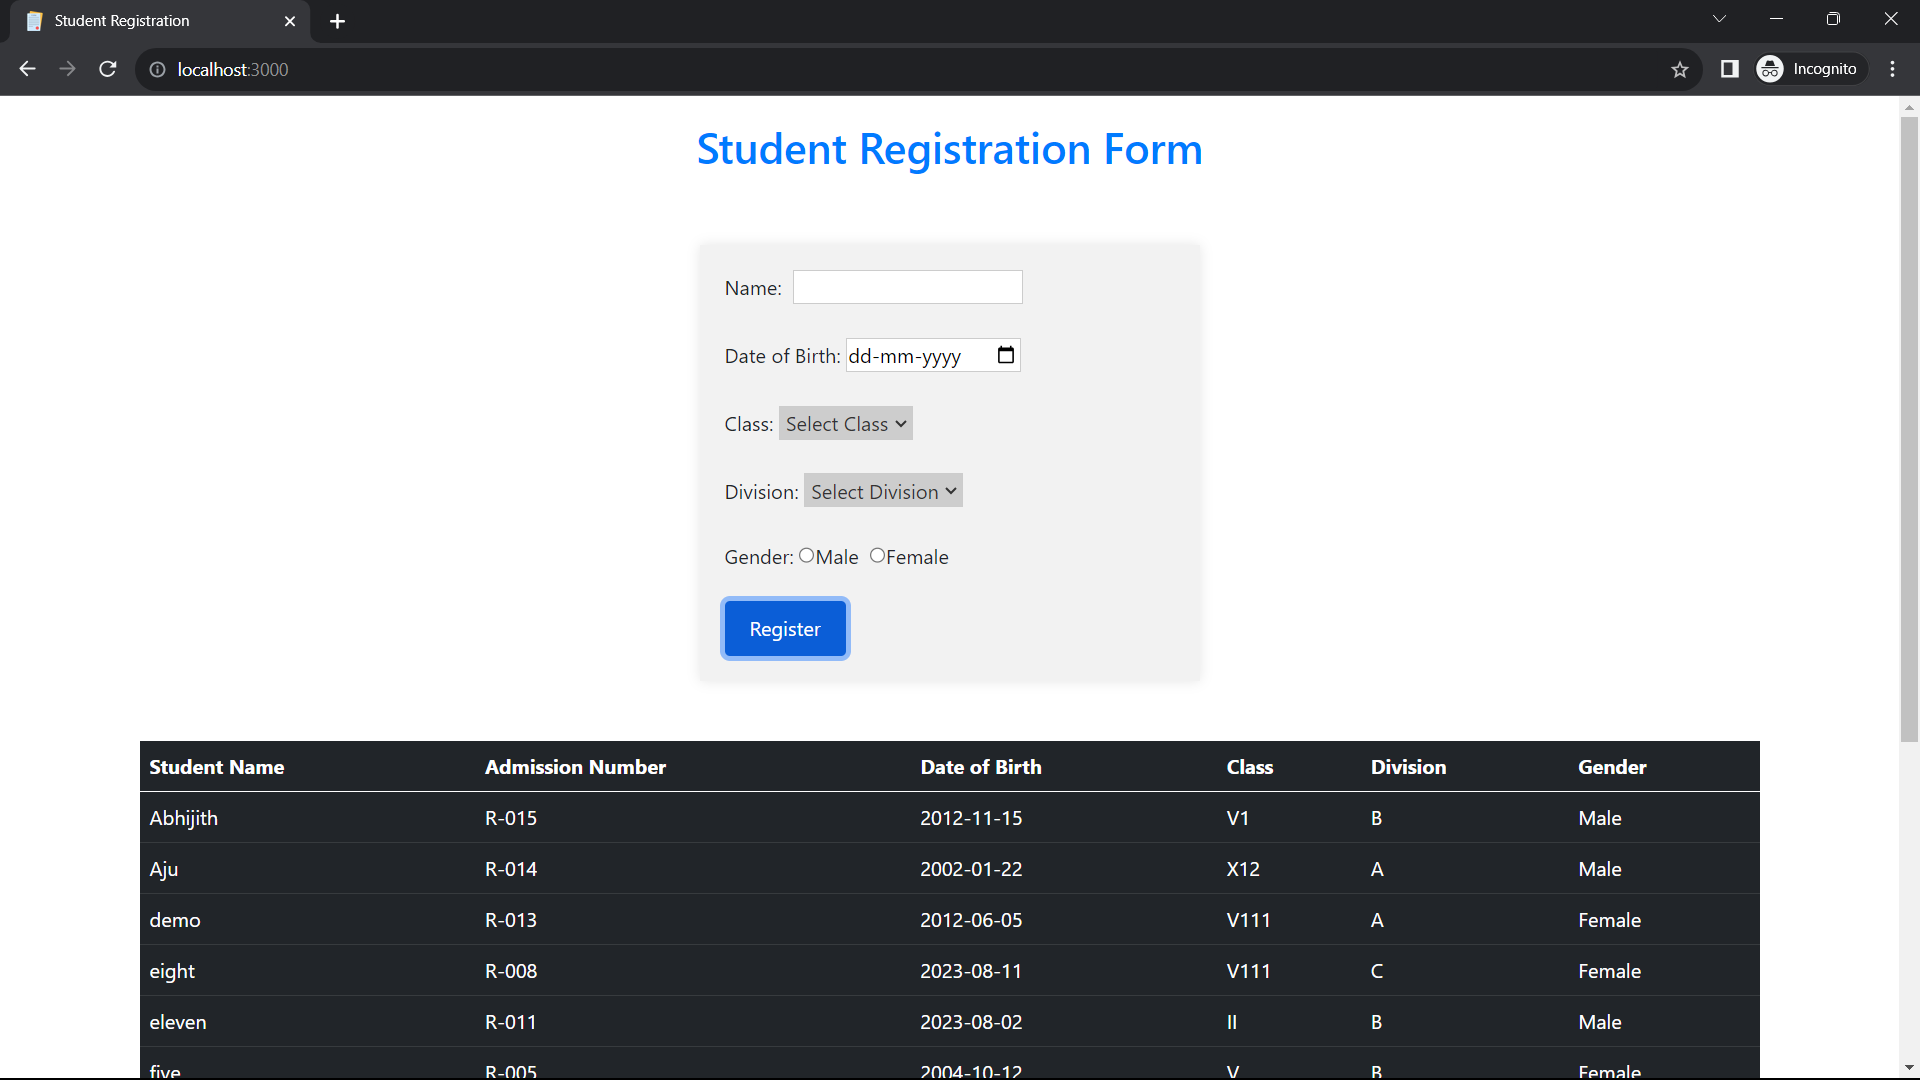 Student Registration
localhost:3000
Incognito
Student Registration Form
Name:
Date of Birth: dd-mm-yyyy
Class: Select Class
Division: Select Division
Gender: Male Female
Register
Student Name Admission Number Date of Birth Class Division Gender
Abhijith R-015 2012-11-15 V1 B Male
Aju R-014 2002-01-22 X12 A Male
demo R-013 2012-06-05 V111 A Female
eight R-008 2023-08-11 V111 C Female
eleven R-011 2023-08-02 II B Male
five R-005 2004-10-12 V B Female